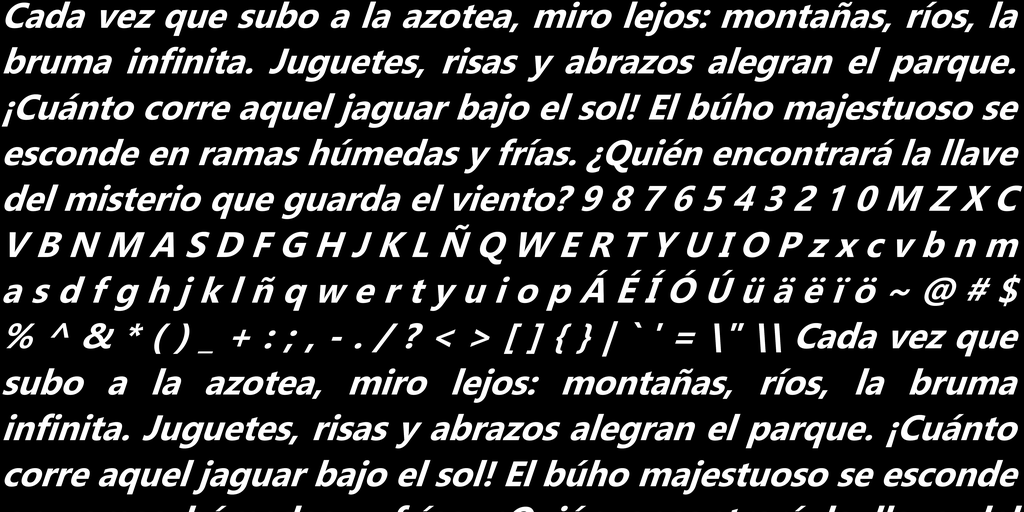 Cada vez que subo a la azotea, miro lejos: montañas, ríos, la
bruma infinita. Juguetes, risas y abrazos alegran el parque.
¡Cuánto corre aquel jaguar bajo el sol! El búho majestuoso se
esconde en ramas húmedas y frías. ¿Quién encontrará la llave
del misterio que guarda el viento? 9 8 7 6 5 4 3 2 1 0 M Z X C
V B N M A S D F G H J K L Ñ Q W E R T Y U I O P z x c v b n m
a s d f g h j k l ñ q w e r t y u i o p Á É Í Ó Ú ü ä ë ï ö ~ @ # $
% ^ & * ( ) _ + : ; , - . / ? < > [ ] { } | ` ' = \" \\ Cada vez que
subo a la azotea, miro lejos: montañas, ríos, la bruma
infinita. Juguetes, risas y abrazos alegran el parque. ¡Cuánto
corre aquel jaguar bajo el sol! El búho majestuoso se esconde